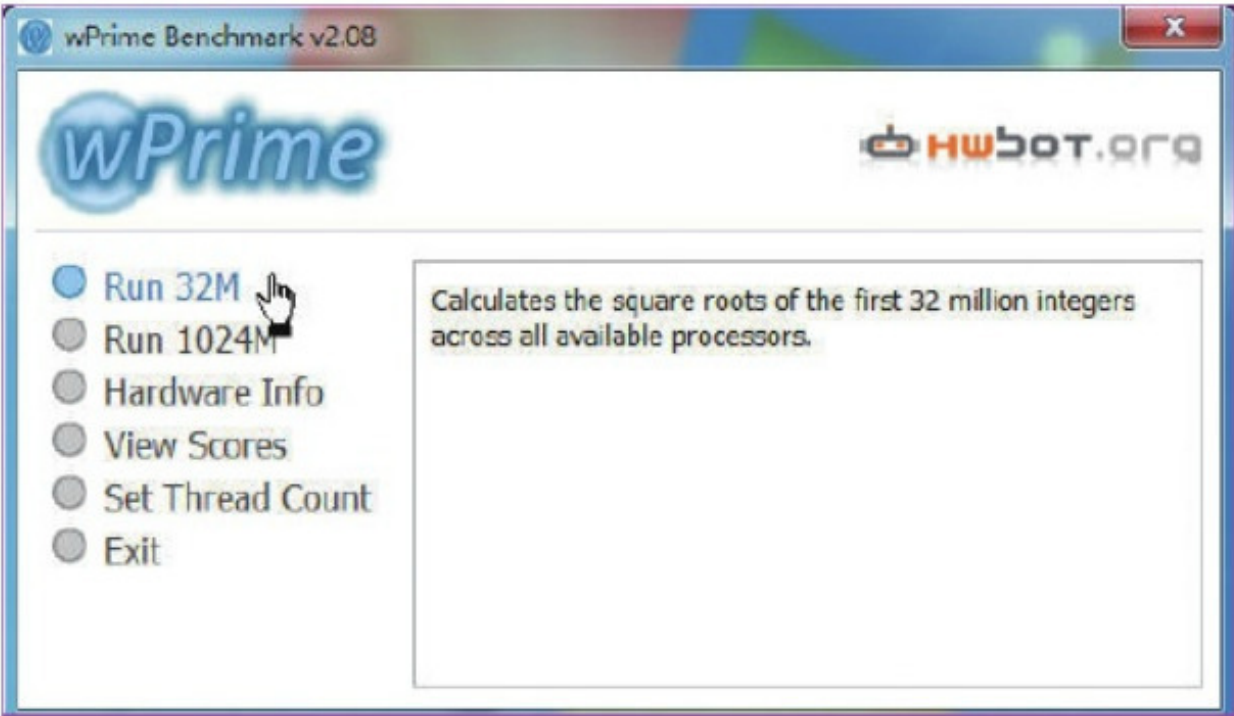 wPrime Benchmark v2.08
x
wPrime
HWBOT.org
Run 32M
Run 1024M
Hardware Info
View Scores
Set Thread Count
Exit
Calculates the square roots of the first 32 million integers
across all available processors.